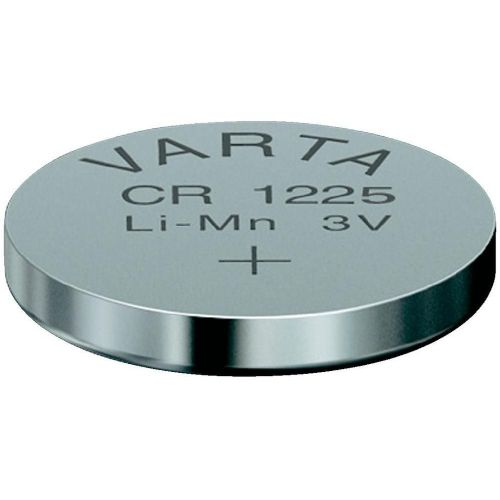 VARTA
CR 1225
Li-Mn 3V
+